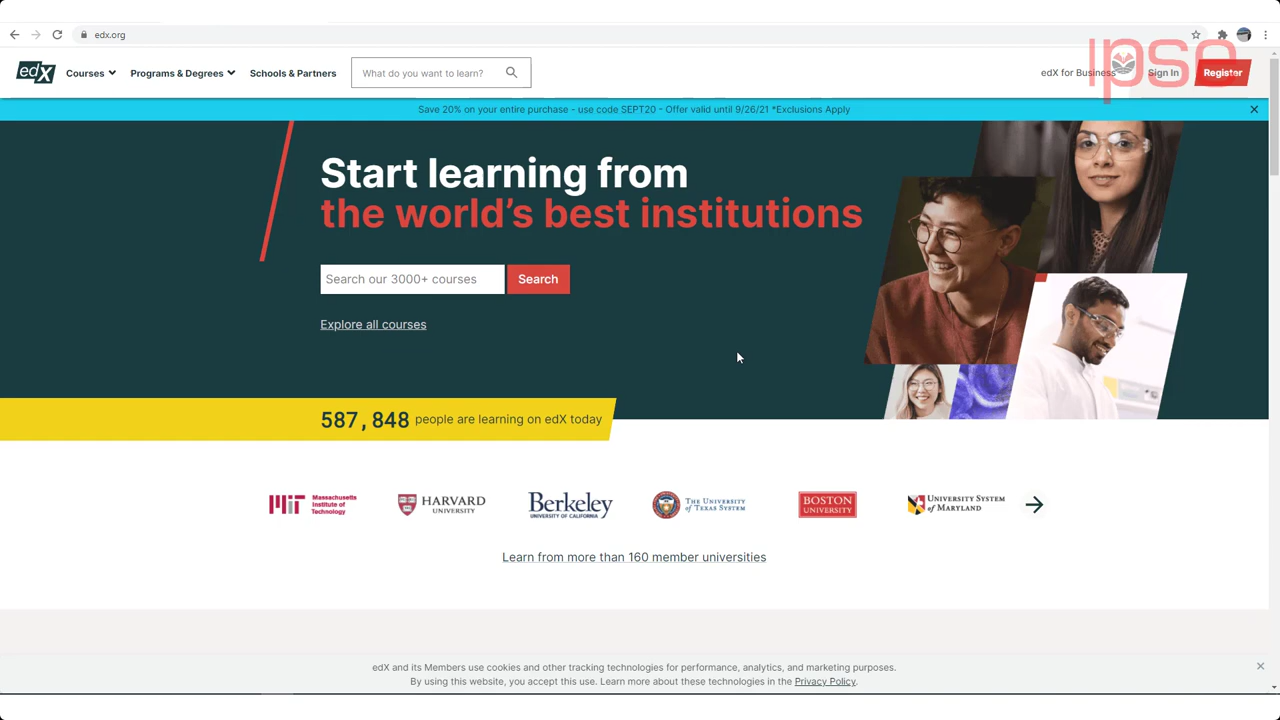 edx.org
edX
Courses
Programs & Degrees
Schools & Partners
What do you want to learn?
edX for Business
Sign In
Register
ipse
Save 20% on your entire purchase - use code SEPT20 - Offer valid until 9/26/21 *Exclusions Apply
Start learning from
the world's best institutions
Search our 3000+ courses
Search
Explore all courses
587,848 people are learning on edX today
MIT Massachusetts
Institute of
Technology
HARVARD
UNIVERSITY
Berkeley
UNIVERSITY OF CALIFORNIA
THE UNIVERSITY
OF TEXAS SYSTEM
BOSTON
UNIVERSITY
UNIVERSITY SYSTEM
of MARYLAND
Learn from more than 160 member universities
edX and its Members use cookies and other tracking technologies for performance, analytics, and marketing purposes.
By using this website, you accept this use. Learn more about these technologies in the Privacy Policy.